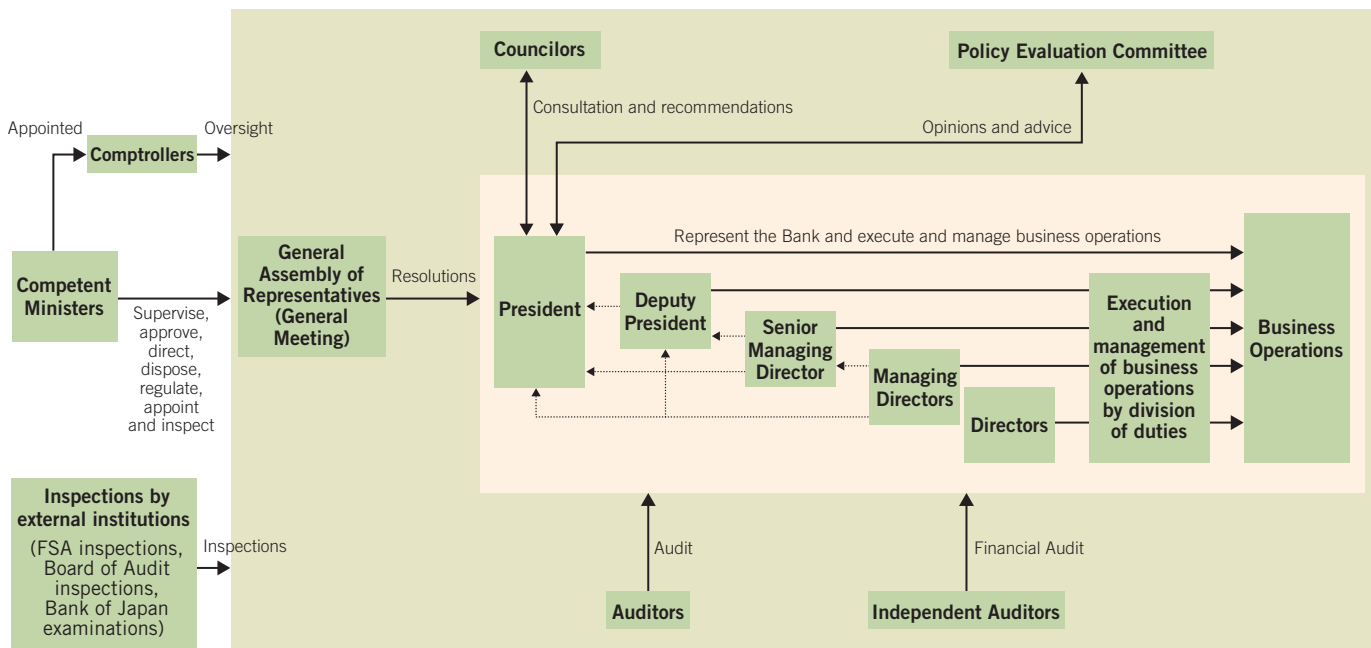 Councilors
Policy Evaluation Committee
Consultation and recommendations
Opinions and advice
Appointed
Oversight
Comptrollers
Competent
Ministers
Supervise,
approve,
direct,
dispose,
regulate,
appoint
and inspect
General
Assembly of
Representatives
(General
Meeting)
Resolutions
President
Represent the Bank and execute and manage business operations
Deputy
President
Senior
Managing
Director
Managing
Directors
Directors
Execution
and
management
of business
operations
by division
of duties
Business
Operations
Inspections by
external institutions
(FSA inspections,
Board of Audit
inspections,
Bank of Japan
examinations)
Inspections
Audit
Financial Audit
Auditors
Independent Auditors